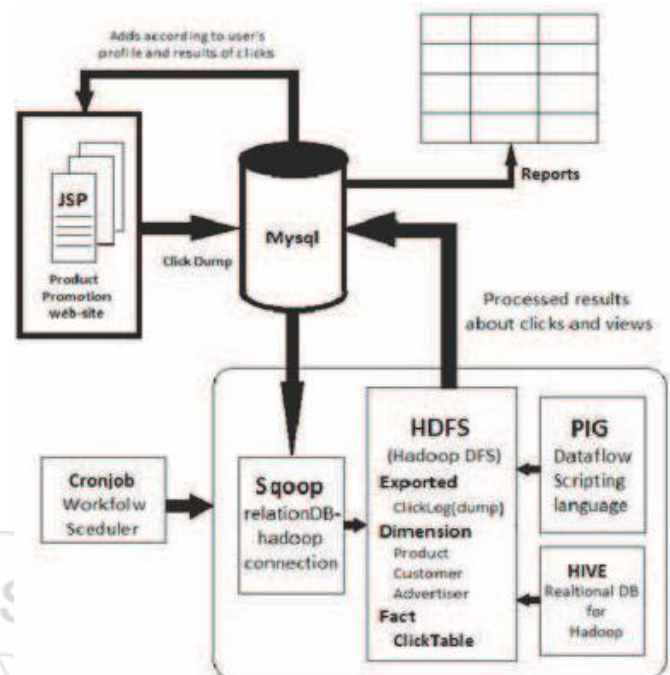 Adds according to user's
profile and results of clicks
JSP
Product
Promotion
web-site
Click Dump
Mysql
Reports
Processed results
about clicks and views
Cronjob
Workfolw
Sceduler
Sqoop
relationDB-
hadoop
connection
HDFS
(Hadoop DFS)
Exported
ClickLog(dump)
Dimension
Product
Customer
Advertiser
Fact
ClickTable
PIG
Dataflow
Scripting
language
HIVE
Realtional DB
for
Hadoop